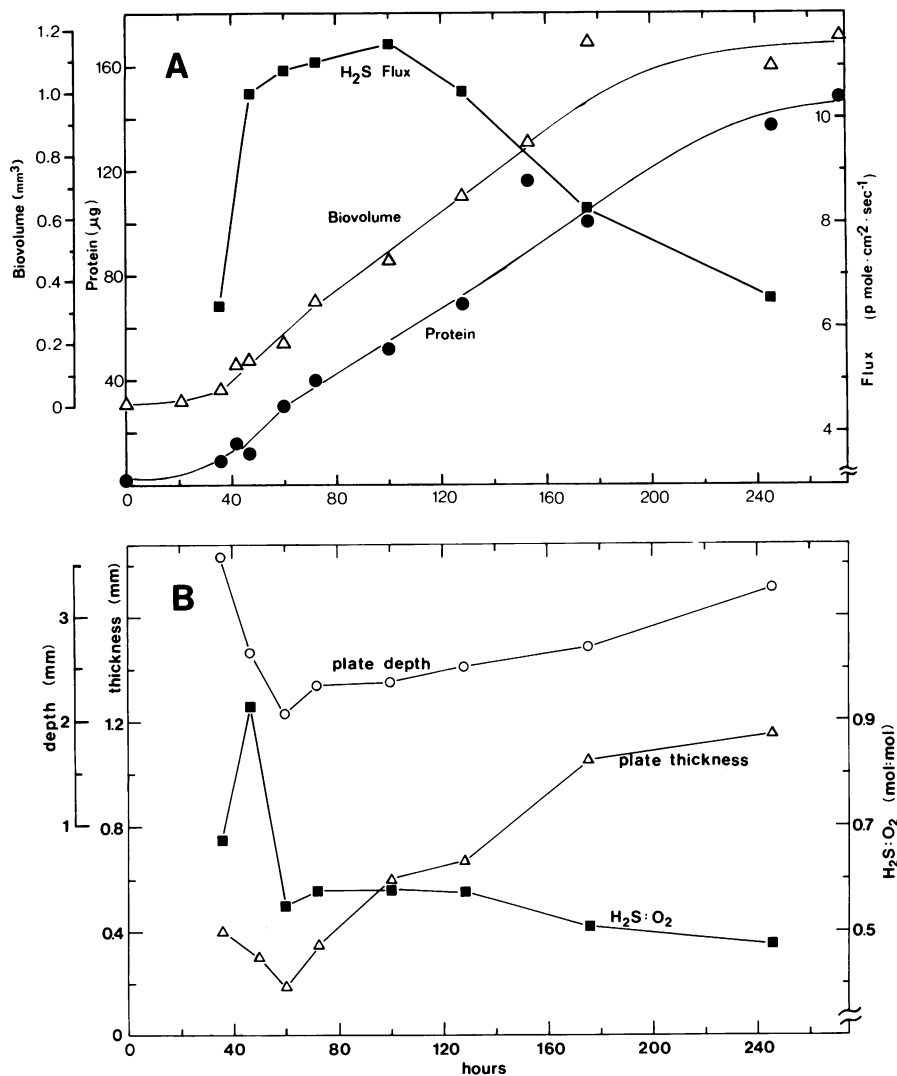 A
H₂S Flux
Biovolume
Protein
Biovolume (mm³)
1.2
1.0
0.8
0.6
0.4
0.2
0
Protein (μg)
160
120
80
40
0 40 80 120 160 200 240
10
8
6
4
Flux (p mole·cm⁻²·sec⁻¹)
B
plate depth
plate thickness
H₂S:O₂
depth (mm)
3
2
1
thickness (mm)
1.2
0.8
0.4
0
0 40 80 120 160 200 240
hours
0.9
0.7
0.5
H₂S:O₂ (mol:mol)